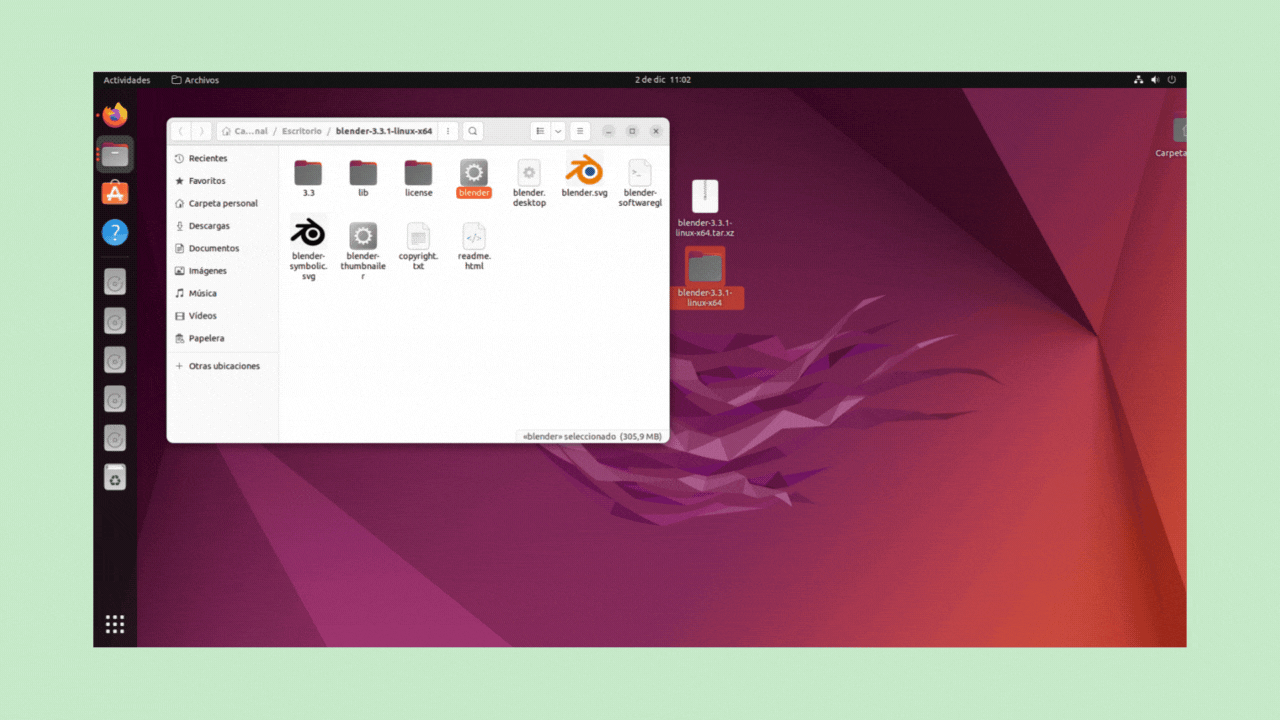 Actividades
Archivos
2 de dic 11:02
Ca...nal / Escritorio / blender-3.3.1-linux-x64
Recientes
Favoritos
Carpeta personal
Descargas
Documentos
Imágenes
Música
Vídeos
Papelera
Otras ubicaciones
3.3
lib
license
blender
blender.
desktop
blender.svg
blender-
softwaregl
blender-
symbolic.
svg
blender-
thumbnaile
r
copyright.
txt
readme.
html
«blender» seleccionado (305,9 MB)
blender-3.3.1-
linux-x64.tar.xz
blender-3.3.1-
linux-x64
Carpeta